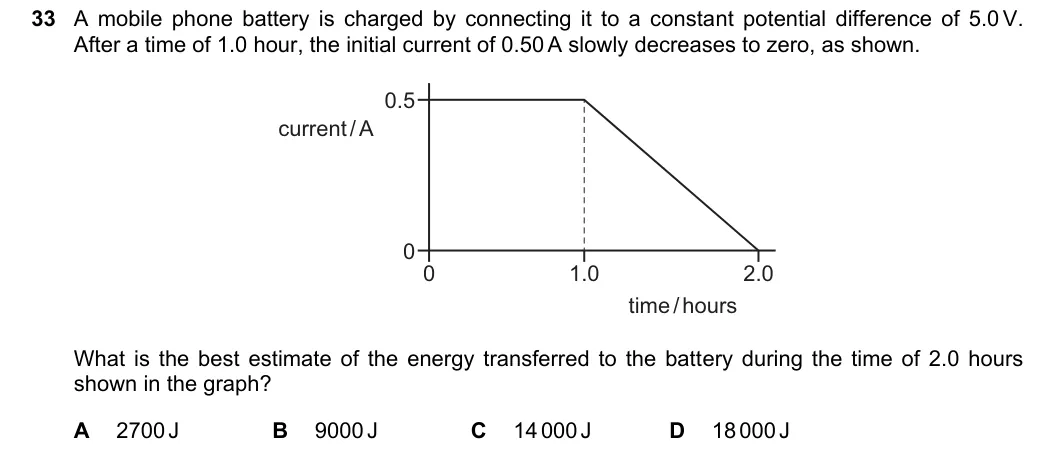 33 A mobile phone battery is charged by connecting it to a constant potential difference of 5.0 V.
After a time of 1.0 hour, the initial current of 0.50 A slowly decreases to zero, as shown.
0.5
current / A
0
0
1.0
2.0
time / hours
What is the best estimate of the energy transferred to the battery during the time of 2.0 hours
shown in the graph?
A 2700 J B 9000 J C 14 000 J D 18 000 J